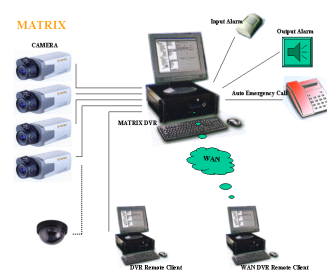 MATRIX
Input Alarm
Output Alarm
CAMERA
Auto Emergency Call
MATRIX DVR
WAN
DVR Remote Client
WAN DVR Remote Client